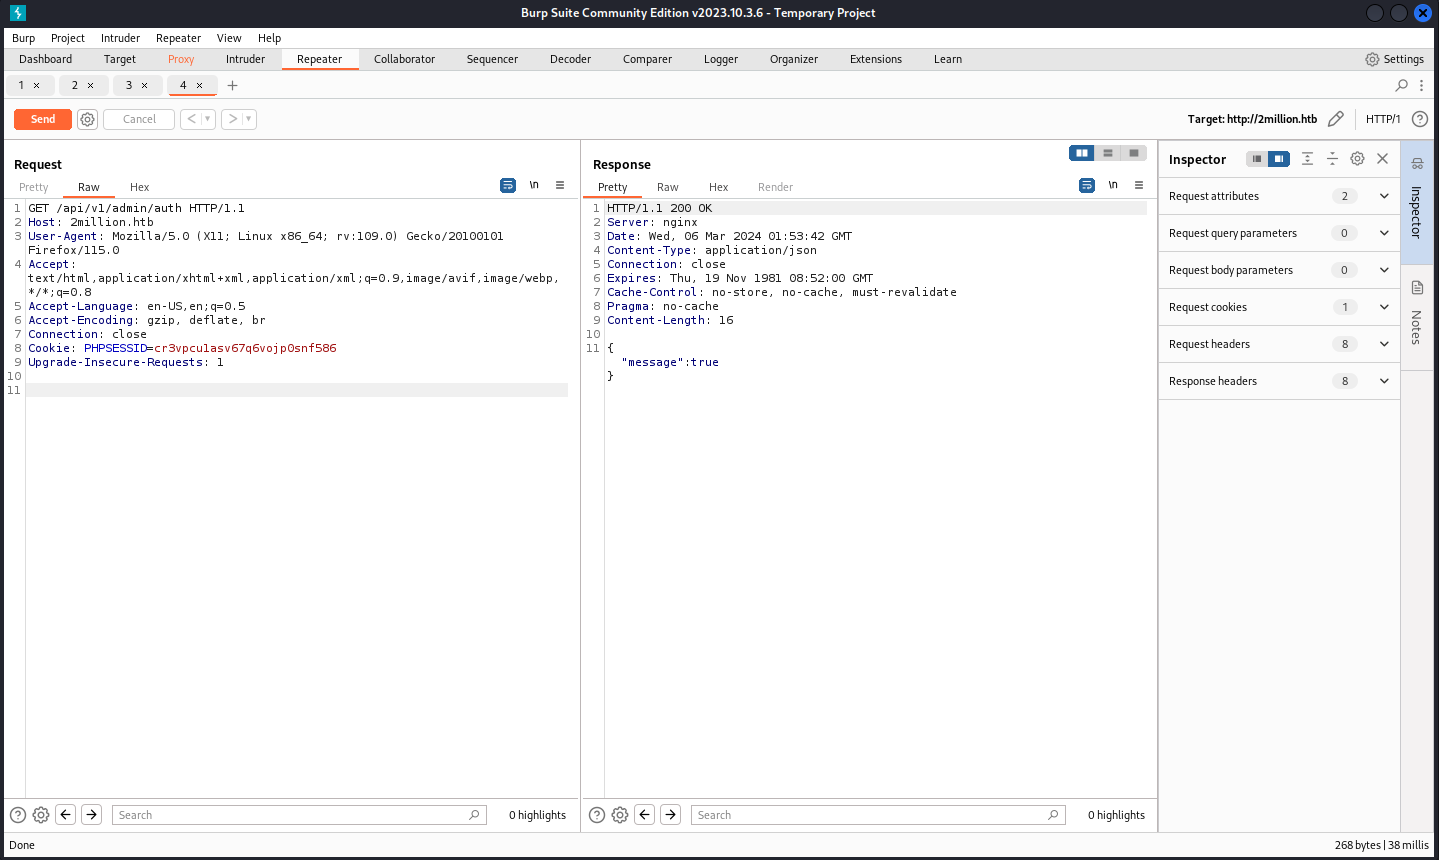 Burp Suite Community Edition v2023.10.3.6 - Temporary Project
Burp Project Intruder Repeater View Help
Dashboard Target Proxy Intruder Repeater Collaborator Sequencer Decoder Comparer Logger Organizer Extensions Learn Settings
1 × 2 × 3 × 4 × +
Send Cancel < > Target: http://2million.htb HTTP/1
Request
Pretty Raw Hex \n
1 GET /api/v1/admin/auth HTTP/1.1
2 Host: 2million.htb
3 User-Agent: Mozilla/5.0 (X11; Linux x86_64; rv:109.0) Gecko/20100101
Firefox/115.0
4 Accept:
text/html,application/xhtml+xml,application/xml;q=0.9,image/avif,image/webp,
*/*;q=0.8
5 Accept-Language: en-US,en;q=0.5
6 Accept-Encoding: gzip, deflate, br
7 Connection: close
8 Cookie: PHPSESSID=cr3vpcu1asv67q6vojp0snf586
9 Upgrade-Insecure-Requests: 1
10
11
Search 0 highlights
Response
Pretty Raw Hex Render \n
1 HTTP/1.1 200 OK
2 Server: nginx
3 Date: Wed, 06 Mar 2024 01:53:42 GMT
4 Content-Type: application/json
5 Connection: close
6 Expires: Thu, 19 Nov 1981 08:52:00 GMT
7 Cache-Control: no-store, no-cache, must-revalidate
8 Pragma: no-cache
9 Content-Length: 16
10
11 {
"message":true
}
Search 0 highlights
Inspector
Request attributes 2
Request query parameters 0
Request body parameters 0
Request cookies 1
Request headers 8
Response headers 8
Inspector
Notes
Done 268 bytes | 38 millis